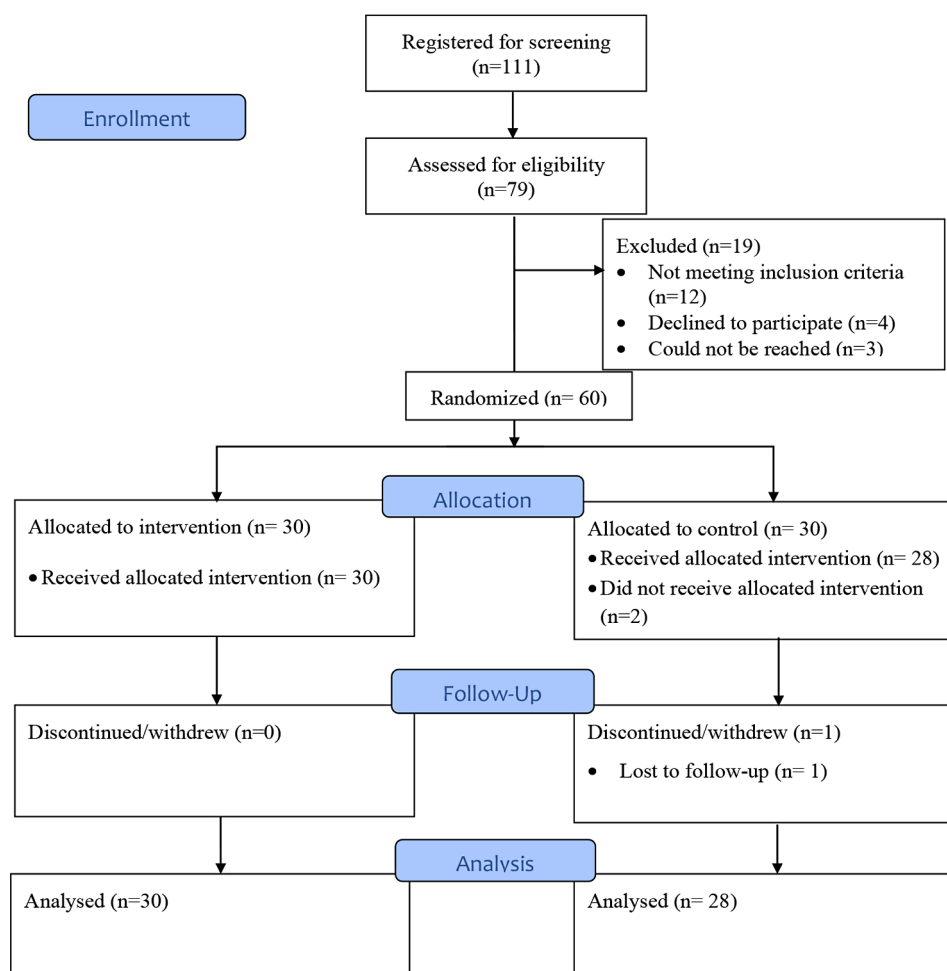 Registered for screening
(n=111)
Enrollment
Assessed for eligibility
(n=79)
Excluded (n=19)
• Not meeting inclusion criteria
(n=12)
• Declined to participate (n=4)
• Could not be reached (n=3)
Randomized (n= 60)
Allocation
Allocated to intervention (n= 30)
• Received allocated intervention (n= 30)
Allocated to control (n= 30)
• Received allocated intervention (n= 28)
• Did not receive allocated intervention
(n=2)
Follow-Up
Discontinued/withdrew (n=0)
Discontinued/withdrew (n=1)
• Lost to follow-up (n= 1)
Analysis
Analysed (n=30)
Analysed (n= 28)